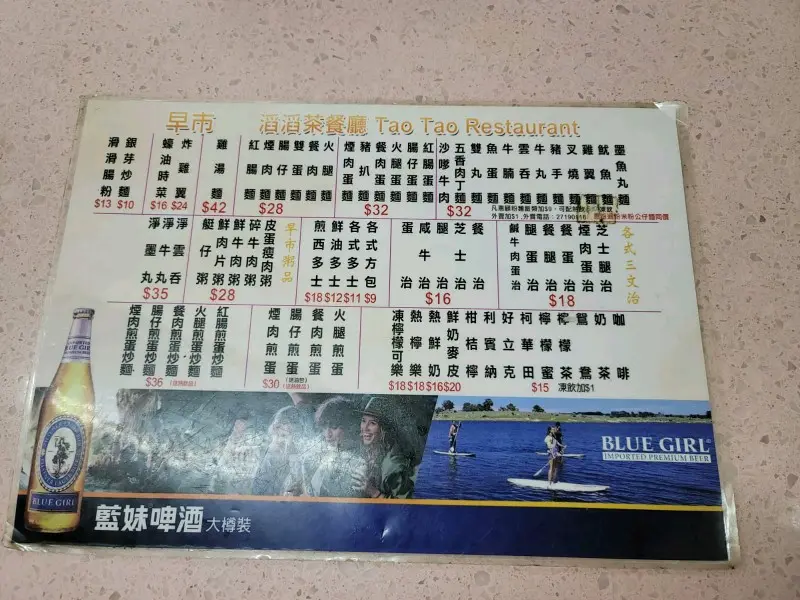 早市 滔滔茶餐廳 Tao Tao Restaurant
滑滑腸粉 $13
銀芽炒麵 $10
蠔油時菜 $16
炸雞翼 $24
雞湯麵 $42
紅腸麵
煙肉麵
腸仔麵
雙蛋麵
餐肉麵
火腿麵
$28
煙肉蛋麵
豬扒麵
餐肉蛋麵
火腿蛋麵
腸仔蛋麵
紅腸蛋麵
$32
沙嗲牛肉麵
五香肉丁麵
雙丸麵
魚蛋麵
牛腩麵
雲吞麵
牛丸麵
豬手麵
叉燒麵
雞翼麵
魷魚麵
墨魚丸麵
$32
淨墨丸
淨牛丸
淨雲吞
$35
艇仔粥
鮮肉片粥
鮮牛肉粥
碎牛肉粥
皮蛋瘦肉粥
$28
早市粥品
煎西多士 $18
鮮油多士 $12
各式多士 $11
各式方包 $9
蛋治
咸牛治
腿治
芝士治
餐治
$16
鹹牛肉蛋治
腿蛋治
餐蛋治
腿治
煙肉蛋治
芝士蛋治
$18
各式三文治
煙肉煎蛋炒麵
腸仔煎蛋炒麵
餐肉煎蛋炒麵
火腿煎蛋炒麵
紅腸煎蛋炒麵
$36
煙肉煎蛋
腸仔煎蛋
餐肉煎蛋
火腿煎蛋
$30
凍檸檬可樂 $18
熱檸樂 $18
熱鮮奶 $16
鮮奶麥皮 $20
柑桔檸
利賓納
好立克
柯華田
檸檬蜜
檸檬茶
鴛鴦
奶茶
咖啡
$15 凍飲加$1
BLUE GIRL
IMPORTED PREMIUM BEER
BLUE GIRL
藍妹啤酒 大樽裝